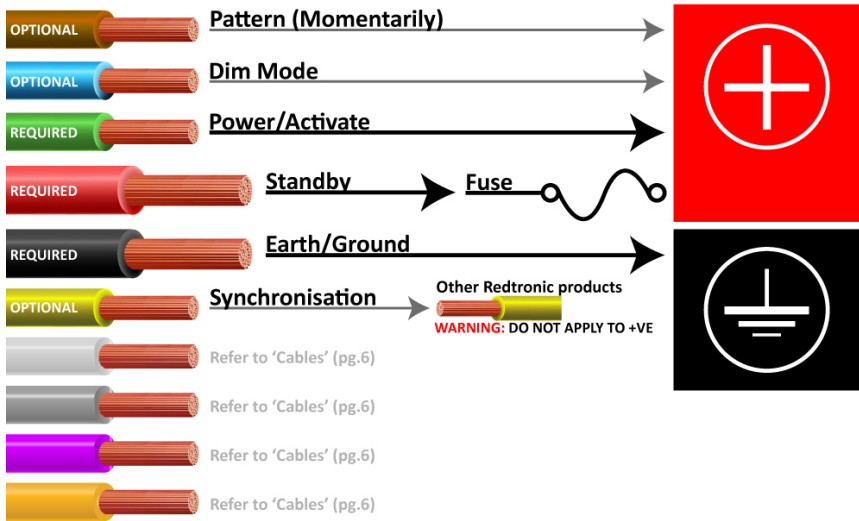 OPTIONAL Pattern (Momentarily)
OPTIONAL Dim Mode
REQUIRED Power/Activate
REQUIRED Standby Fuse
REQUIRED Earth/Ground
OPTIONAL Synchronisation Other Redtronic products
WARNING: DO NOT APPLY TO +VE
Refer to ‘Cables’ (pg.6)
Refer to ‘Cables’ (pg.6)
Refer to ‘Cables’ (pg.6)
Refer to ‘Cables’ (pg.6)